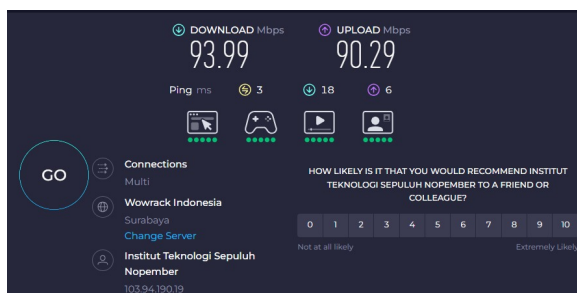 DOWNLOAD Mbps
93.99
UPLOAD Mbps
90.29
Ping ms 3 18 6
GO
Connections
Multi
Wowrack Indonesia
Surabaya
Change Server
Institut Teknologi Sepuluh
Nopember
103.94.190.19
HOW LIKELY IS IT THAT YOU WOULD RECOMMEND INSTITUT
TEKNOLOGI SEPULUH NOPEMBER TO A FRIEND OR
COLLEAGUE?
0 1 2 3 4 5 6 7 8 9 10
Not at all likely Extremely Likely